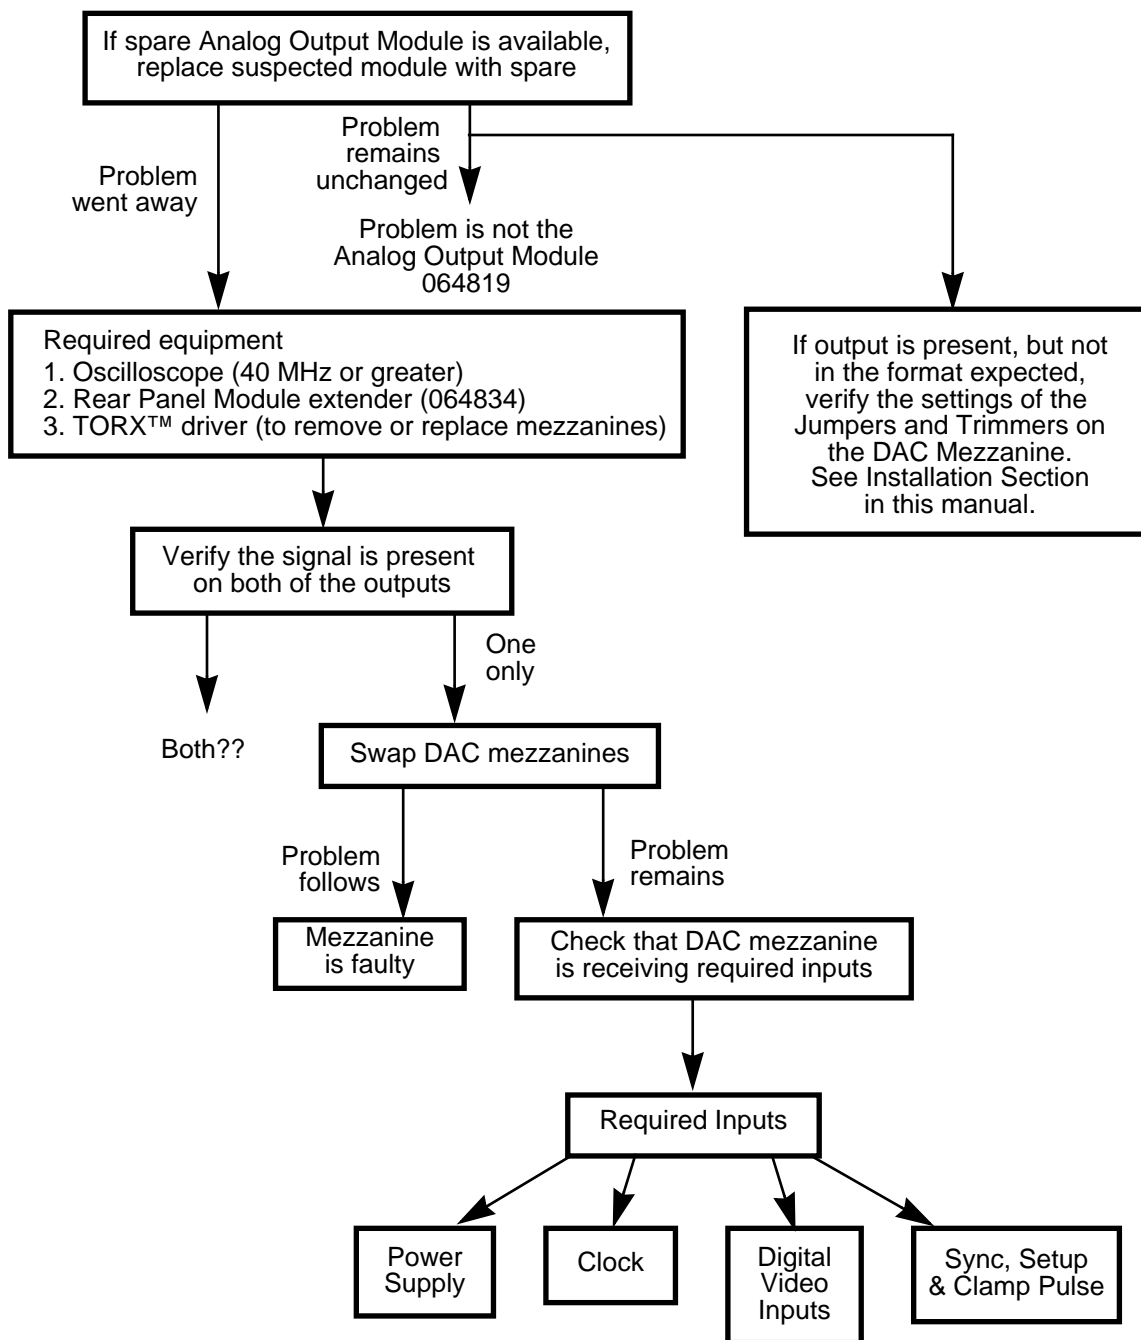 If spare Analog Output Module is available,
replace suspected module with spare
Problem
went away
Problem
remains
unchanged
Problem is not the
Analog Output Module
064819
Required equipment
1. Oscilloscope (40 MHz or greater)
2. Rear Panel Module extender (064834)
3. TORX™ driver (to remove or replace mezzanines)
If output is present, but not
in the format expected,
verify the settings of the
Jumpers and Trimmers on
the DAC Mezzanine.
See Installation Section
in this manual.
Verify the signal is present
on both of the outputs
One
only
Both??
Swap DAC mezzanines
Problem
follows
Problem
remains
Mezzanine
is faulty
Check that DAC mezzanine
is receiving required inputs
Required Inputs
Power
Supply
Clock
Digital
Video
Inputs
Sync, Setup
& Clamp Pulse